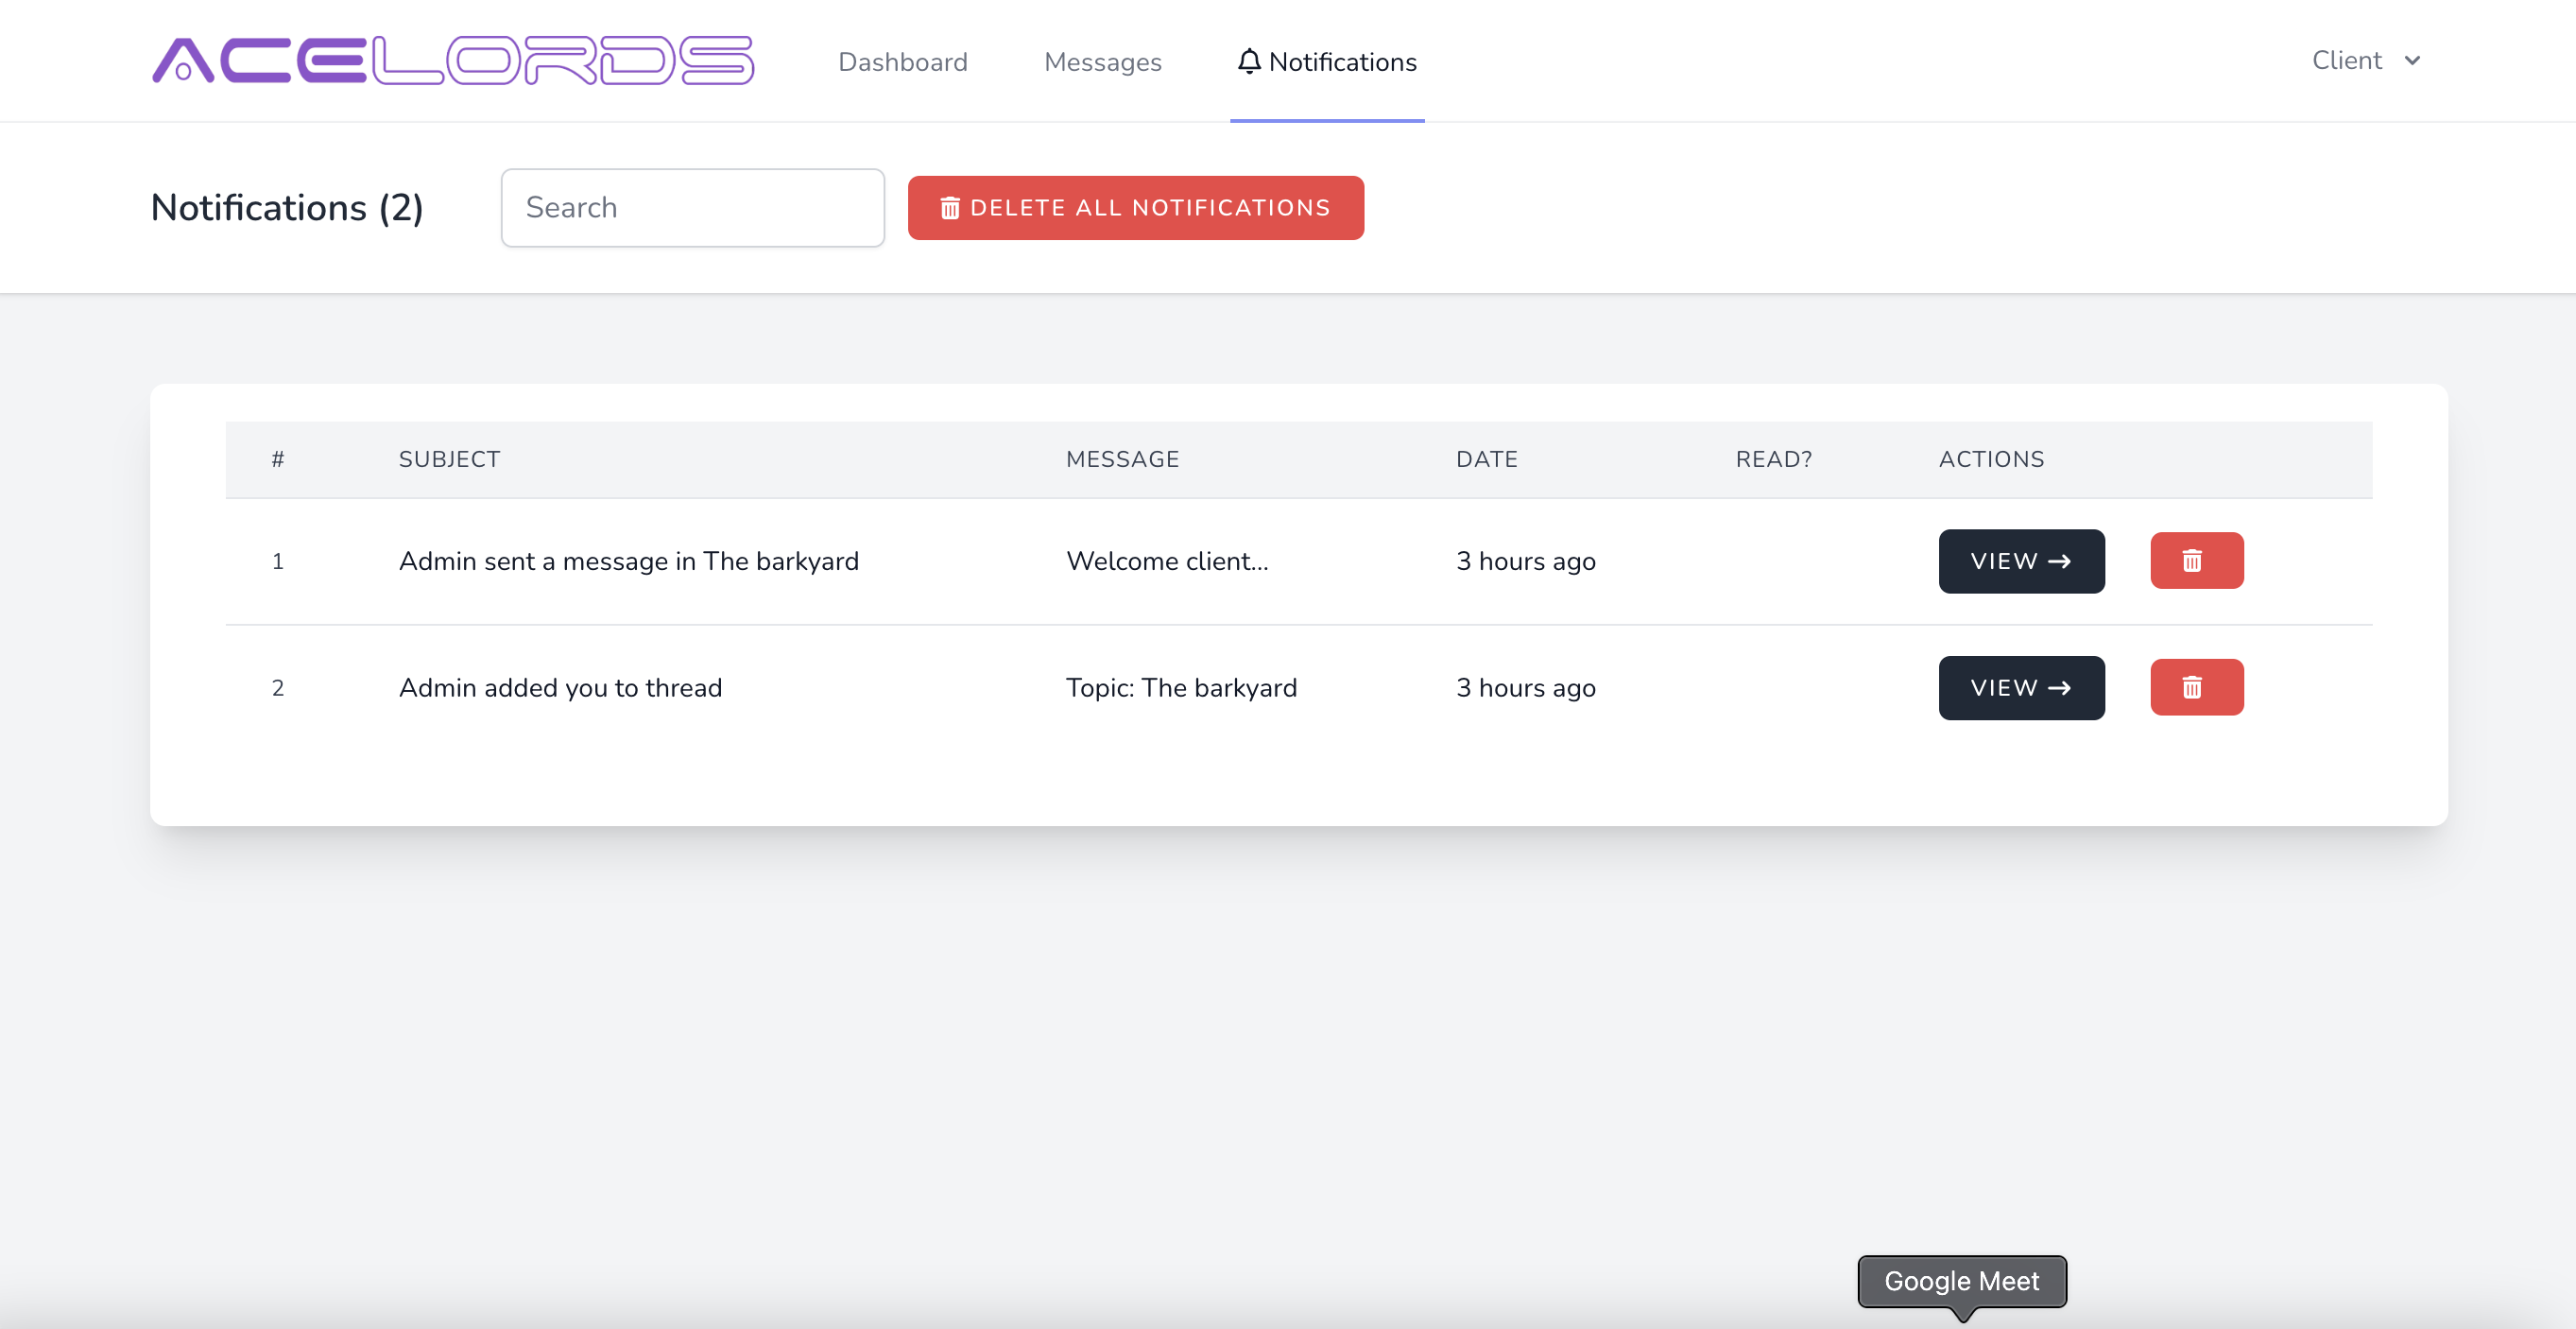 ACELORDS Dashboard Messages Notifications Client
Notifications (2) Search DELETE ALL NOTIFICATIONS
# SUBJECT MESSAGE DATE READ? ACTIONS
1 Admin sent a message in The barkyard Welcome client... 3 hours ago VIEW →
2 Admin added you to thread Topic: The barkyard 3 hours ago VIEW →
Google Meet